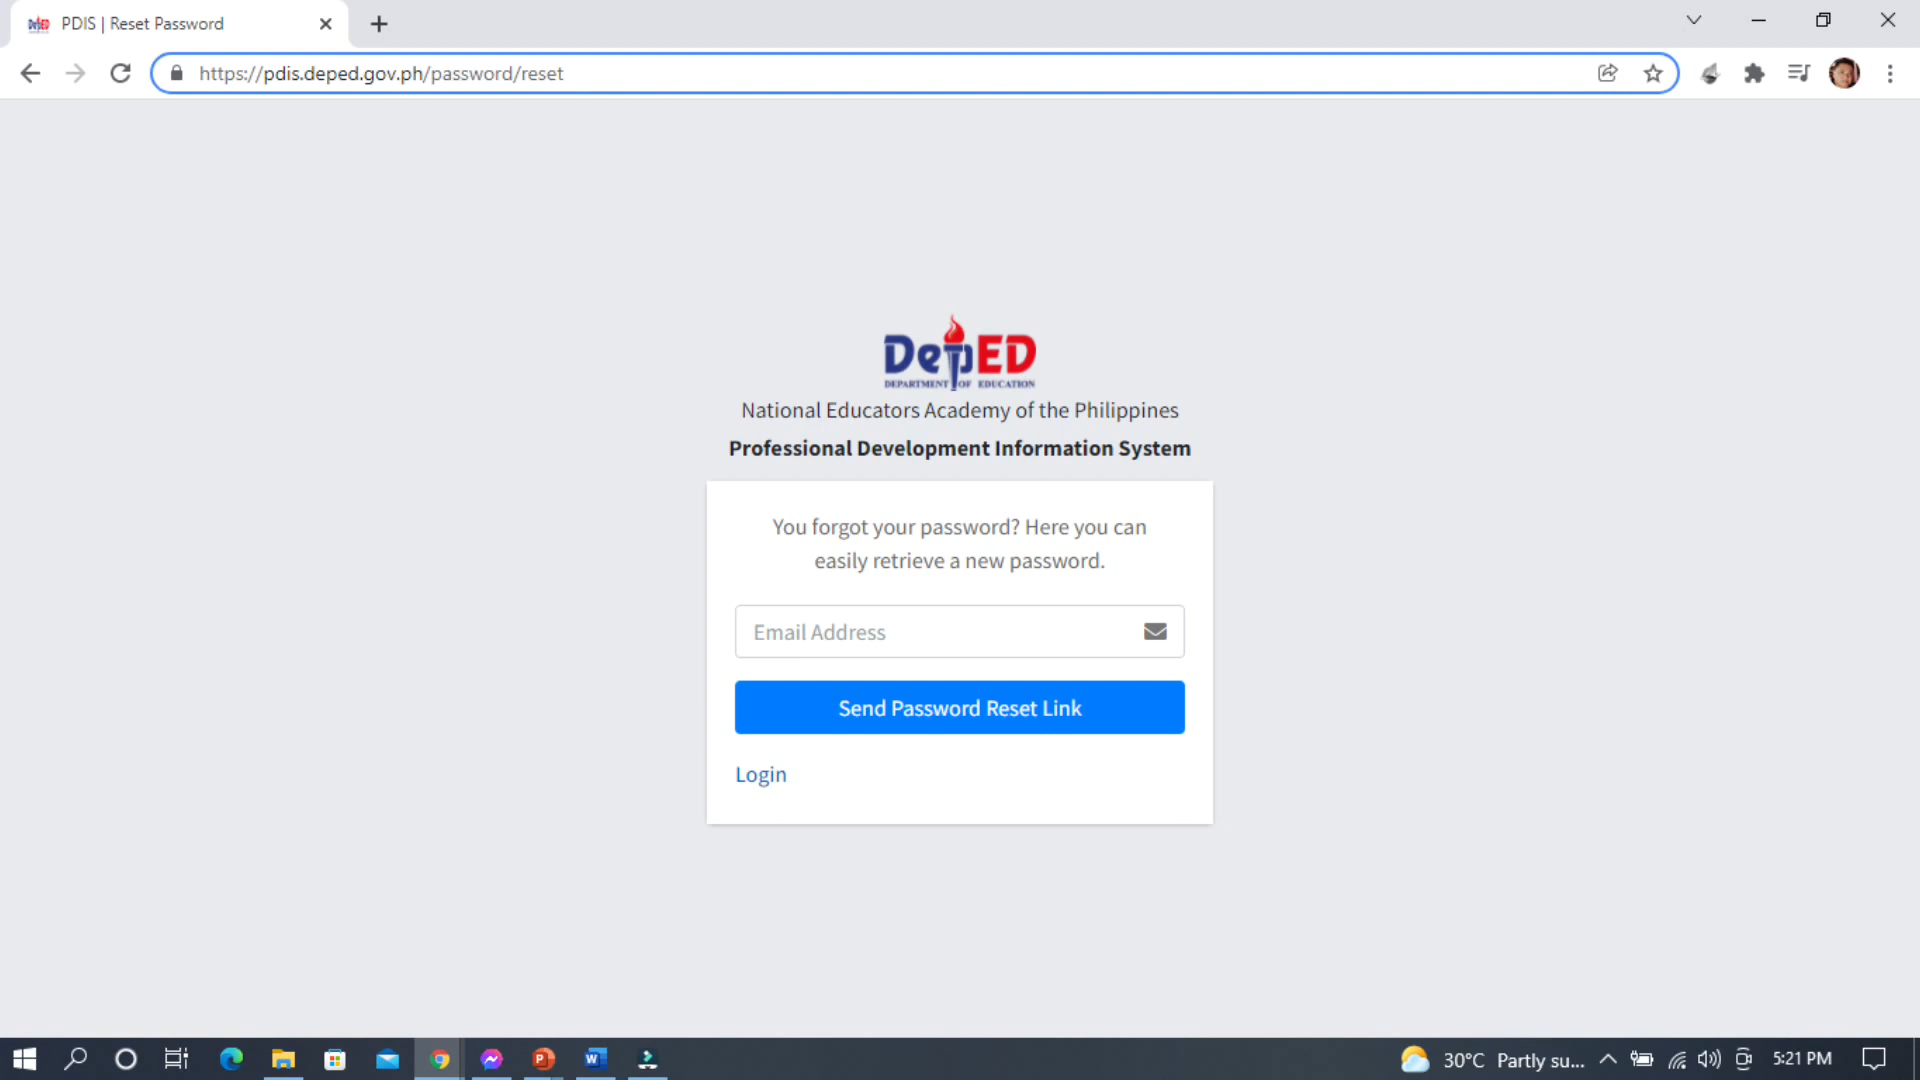 PDIS | Reset Password
https://pdis.deped.gov.ph/password/reset
DepED
DEPARTMENT OF EDUCATION
National Educators Academy of the Philippines
Professional Development Information System
You forgot your password? Here you can
easily retrieve a new password.
Email Address
Send Password Reset Link
Login
30°C Partly su... 5:21 PM